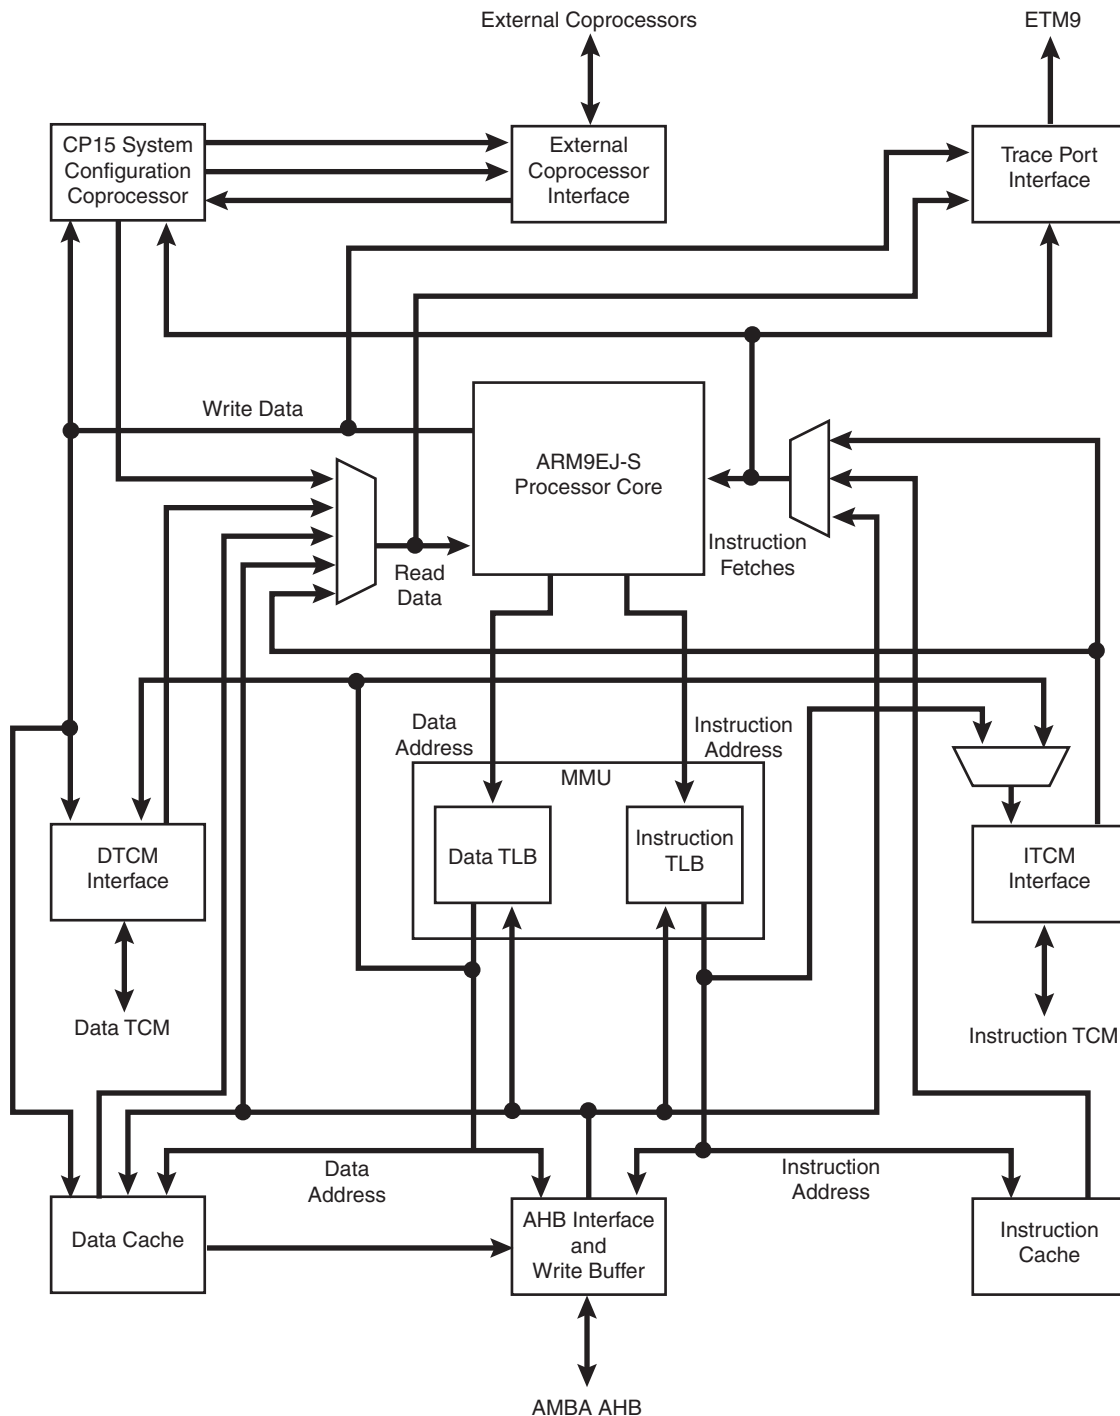 External Coprocessors
ETM9
CP15 System
Configuration
Coprocessor
External
Coprocessor
Interface
Trace Port
Interface
Write Data
ARM9EJ-S
Processor Core
Instruction
Fetches
Read
Data
Data
Address
Instruction
Address
MMU
DTCM
Interface
Data TLB
Instruction
TLB
ITCM
Interface
Data TCM
Instruction TCM
Data
Address
Instruction
Address
Data Cache
AHB Interface
and
Write Buffer
Instruction
Cache
AMBA AHB